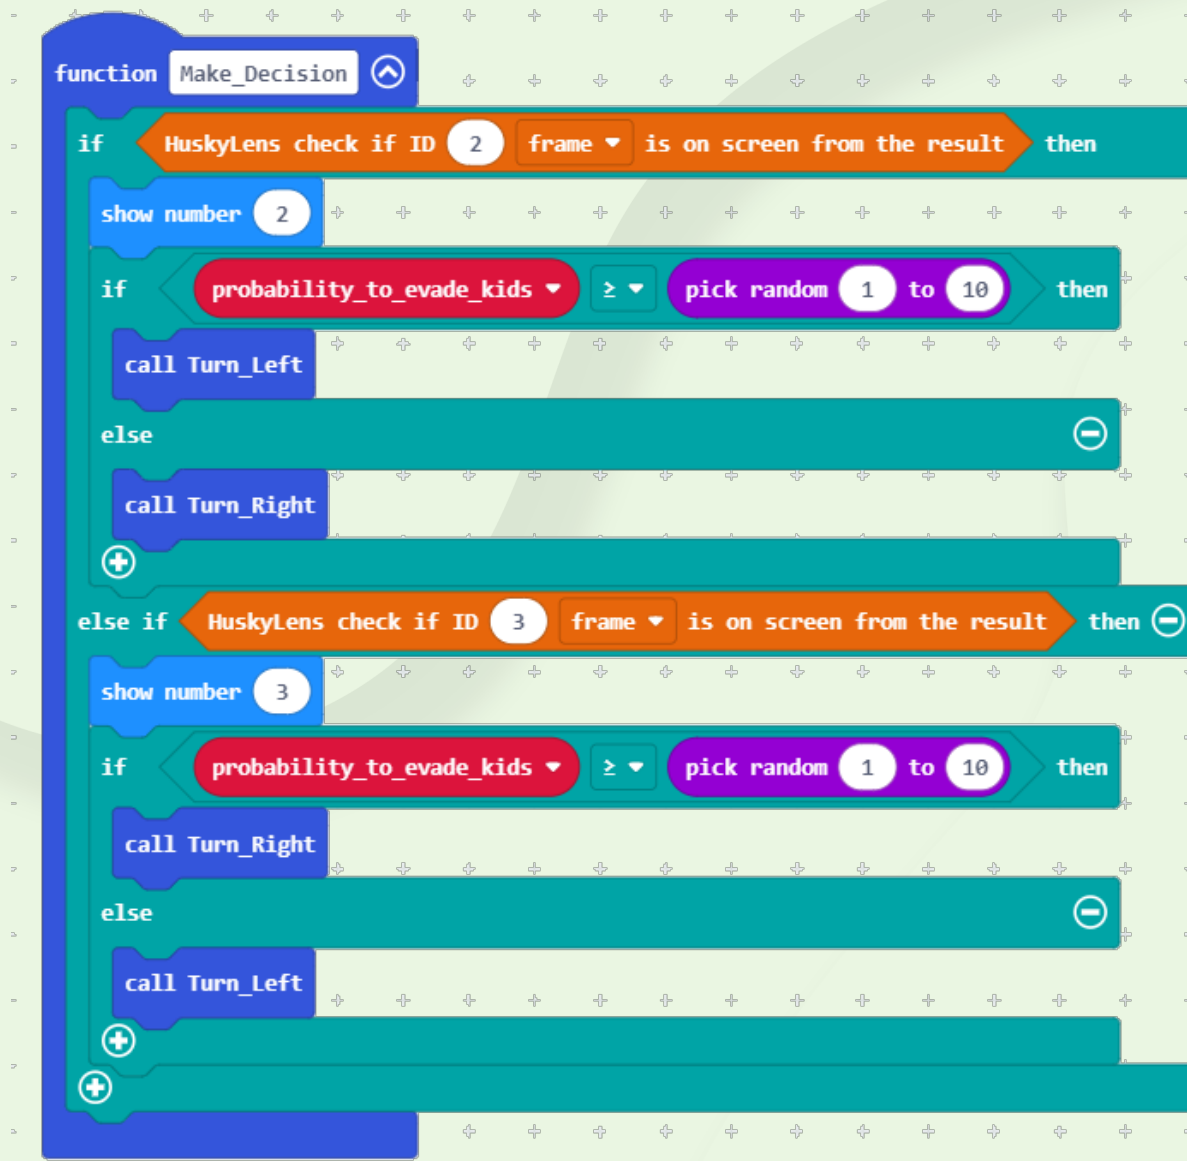 function Make_Decision
if HuskyLens check if ID 2 frame is on screen from the result then
show number 2
if probability_to_evade_kids ≥ pick random 1 to 10 then
call Turn_Left
else
call Turn_Right
else if HuskyLens check if ID 3 frame is on screen from the result then
show number 3
if probability_to_evade_kids ≥ pick random 1 to 10 then
call Turn_Right
else
call Turn_Left